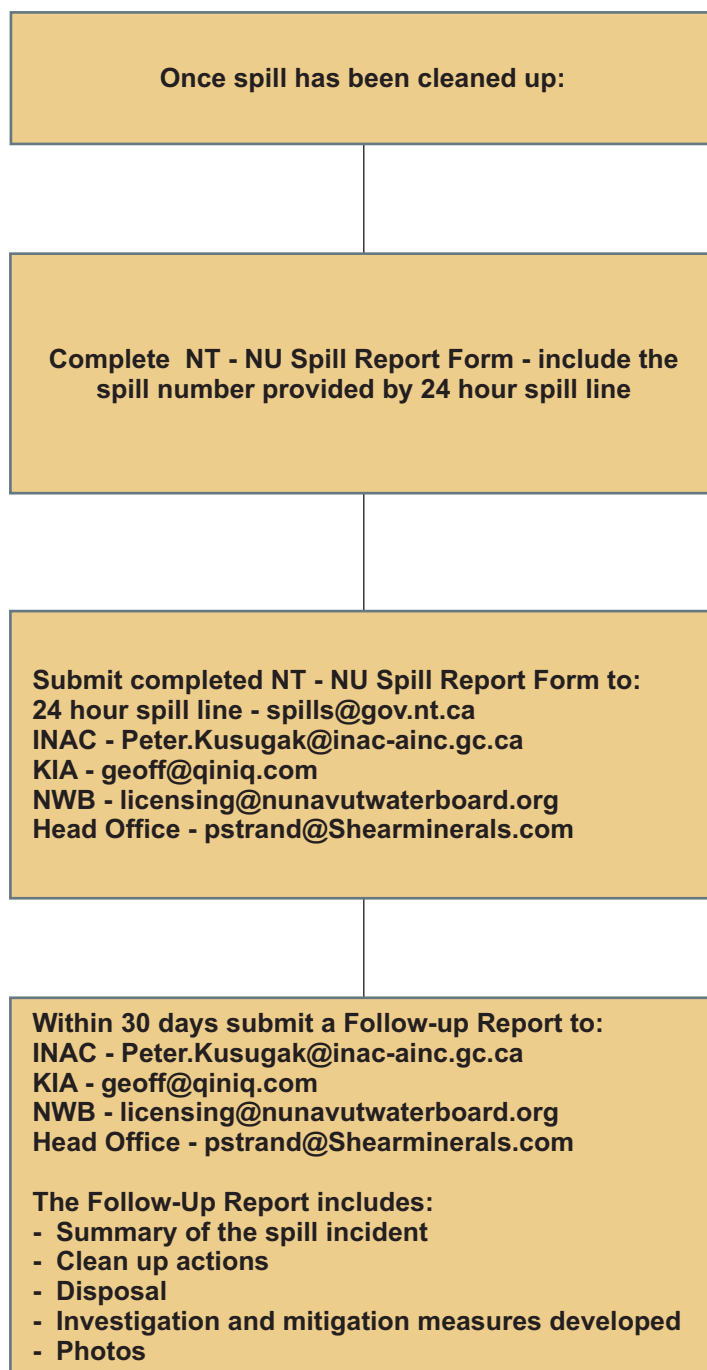 Once spill has been cleaned up:
Complete NT - NU Spill Report Form - include the
spill number provided by 24 hour spill line
Submit completed NT - NU Spill Report Form to:
24 hour spill line - spills@gov.nt.ca
INAC - Peter.Kusugak@inac-ainc.gc.ca
KIA - geoff@qiniq.com
NWB - licensing@nunavutwaterboard.org
Head Office - pstrand@Shearminerals.com
Within 30 days submit a Follow-up Report to:
INAC - Peter.Kusugak@inac-ainc.gc.ca
KIA - geoff@qiniq.com
NWB - licensing@nunavutwaterboard.org
Head Office - pstrand@Shearminerals.com
The Follow-Up Report includes:
- Summary of the spill incident
- Clean up actions
- Disposal
- Investigation and mitigation measures developed
- Photos